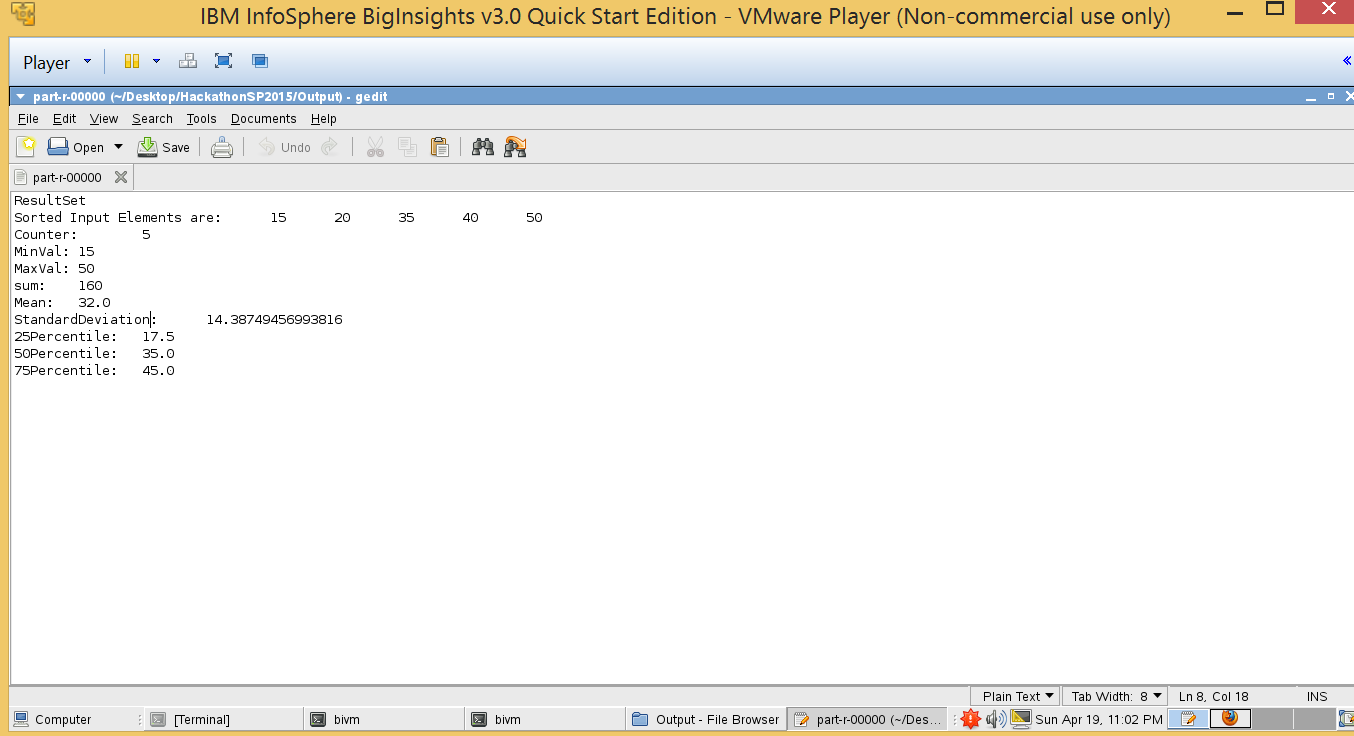 IBM InfoSphere BigInsights v3.0 Quick Start Edition - VMware Player (Non-commercial use only)
Player
part-r-00000 (~/Desktop/HackathonSP2015/Output) - gedit
File Edit View Search Tools Documents Help
Open Save Undo
part-r-00000
ResultSet
Sorted Input Elements are: 15 20 35 40 50
Counter: 5
MinVal: 15
MaxVal: 50
sum: 160
Mean: 32.0
StandardDeviation: 14.38749456993816
25Percentile: 17.5
50Percentile: 35.0
75Percentile: 45.0
Plain Text Tab Width: 8 Ln 8, Col 18 INS
Computer [Terminal] bivm bivm Output - File Browser part-r-00000 (~/Des... Sun Apr 19, 11:02 PM